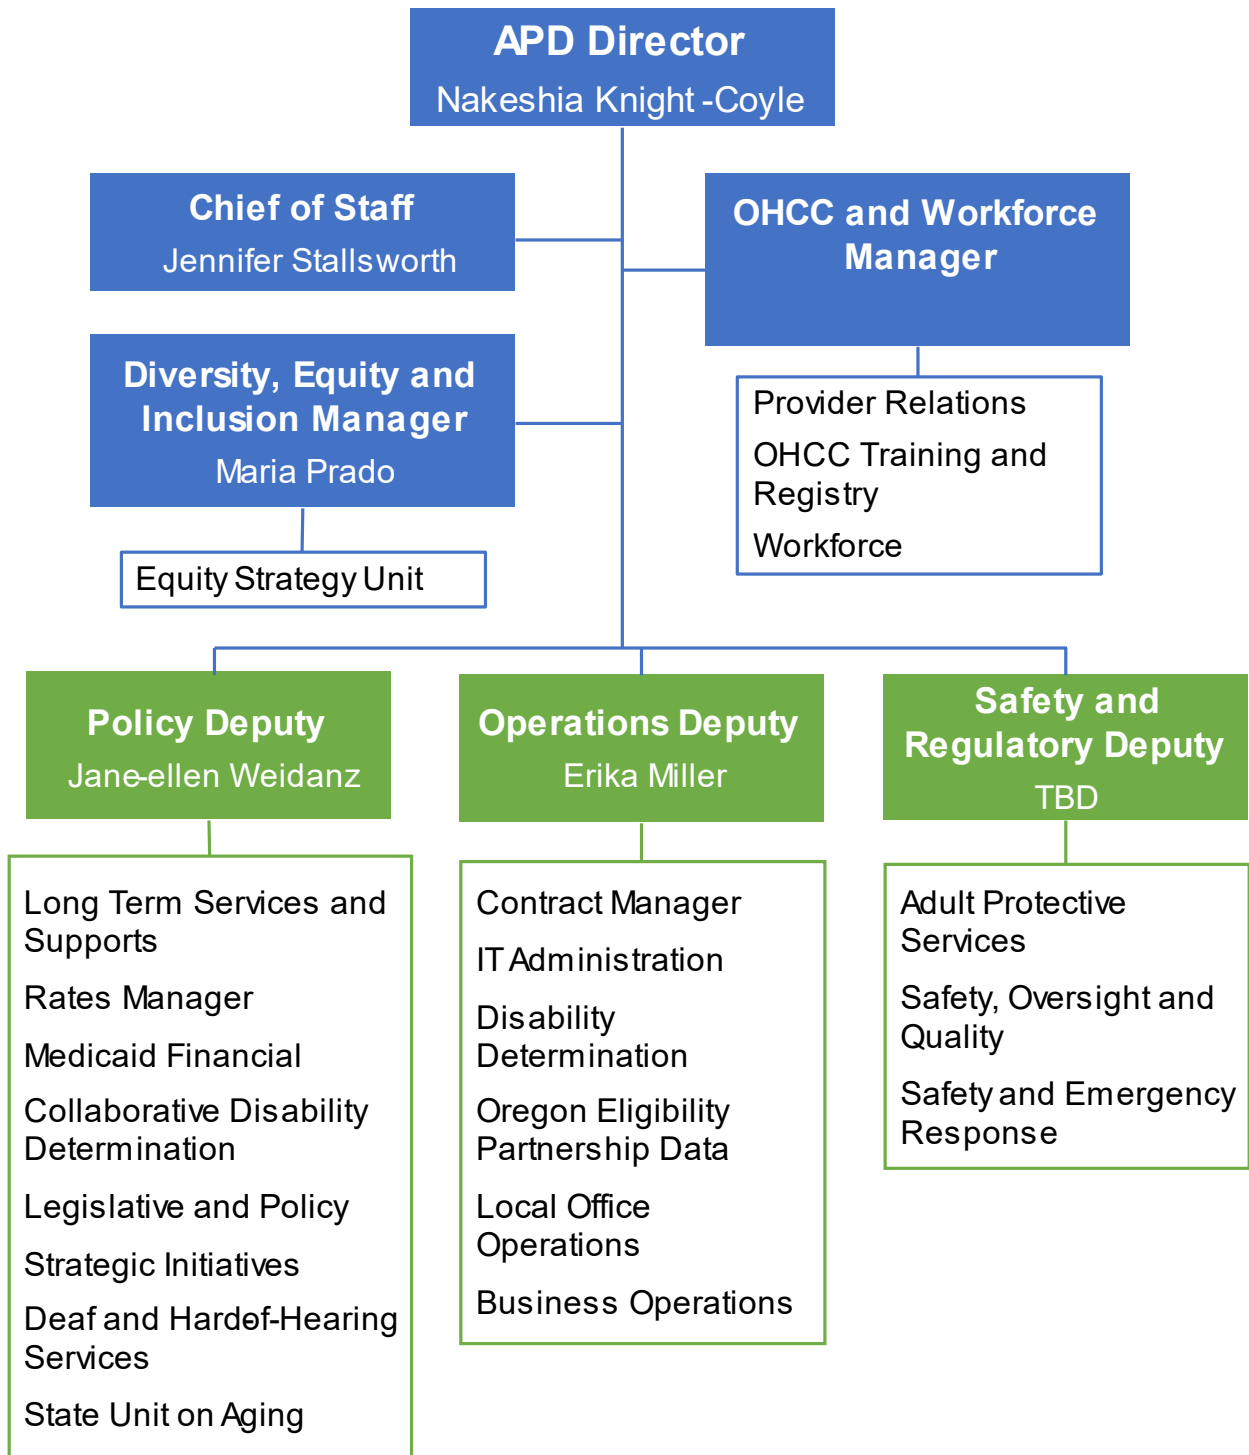 APD Director
Nakeshia Knight-Coyle
Chief of Staff
Jennifer Stallsworth
OHCC and Workforce
Manager
Diversity, Equity and
Inclusion Manager
Maria Prado
Provider Relations
OHCC Training and
Registry
Workforce
Equity Strategy Unit
Policy Deputy
Jane-ellen Weidanz
Operations Deputy
Erika Miller
Safety and
Regulatory Deputy
TBD
Long Term Services and
Supports
Rates Manager
Medicaid Financial
Collaborative Disability
Determination
Legislative and Policy
Strategic Initiatives
Deaf and Hard-of-Hearing
Services
State Unit on Aging
Contract Manager
IT Administration
Disability
Determination
Oregon Eligibility
Partnership Data
Local Office
Operations
Business Operations
Adult Protective
Services
Safety, Oversight and
Quality
Safety and Emergency
Response